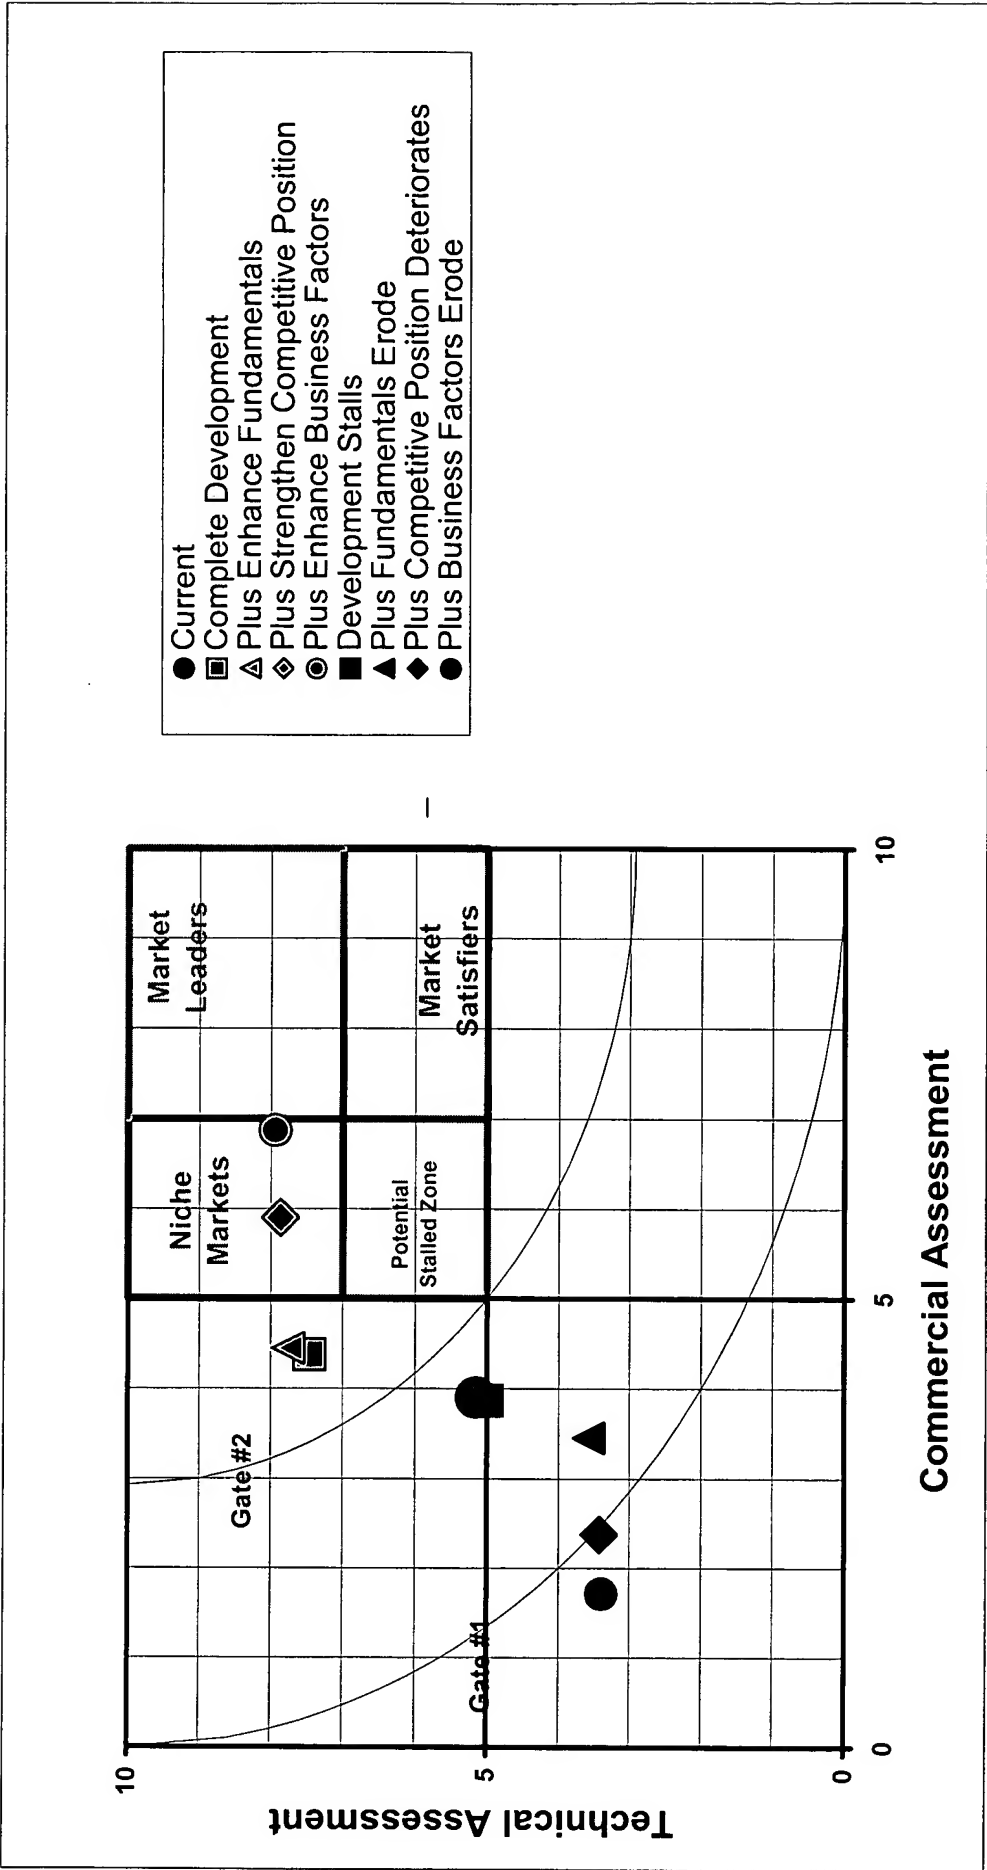 Technical Assessment
10
5
0
Gate #2
Gate #1
Niche
Markets
Market
Leaders
Potential
Stalled Zone
Market
Satisfiers
0
5
10
Commercial Assessment
Current
Complete Development
Plus Enhance Fundamentals
Plus Strengthen Competitive Position
Plus Enhance Business Factors
Development Stalls
Plus Fundamentals Erode
Plus Competitive Position Deteriorates
Plus Business Factors Erode